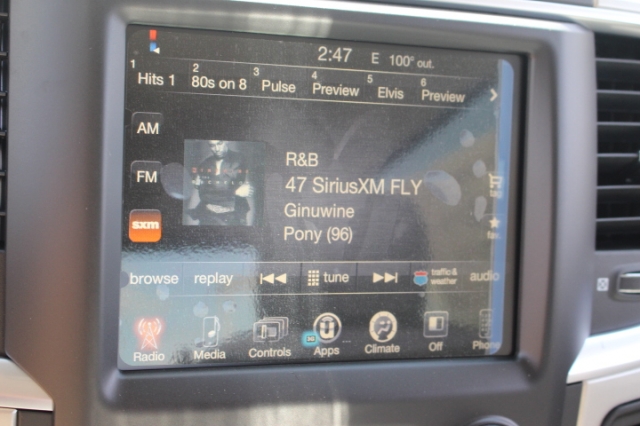 2:47 E 100° out.
1 2 3 4 5 6
Hits 1 80s on 8 Pulse Preview Elvis Preview
AM
FM
sxm
R&B
47 SiriusXM FLY
Ginuwine
Pony (96)
browse replay tune traffic & weather audio
Radio Media Controls Apps Climate Off Phone